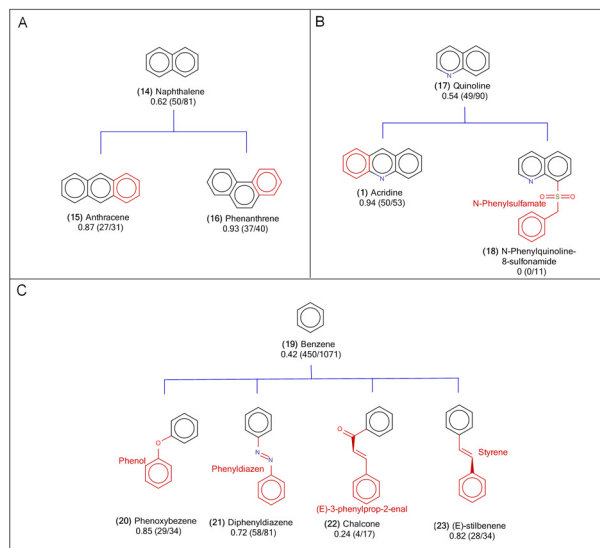 A
(14) Naphthalene
0.62 (50/81)
(15) Anthracene
0.87 (27/31)
(16) Phenanthrene
0.93 (37/40)
B
N
(17) Quinoline
0.54 (49/90)
N
(1) Acridine
0.94 (50/53)
N
O=S=O
N-Phenylsulfamate
(18) N-Phenylquinoline-
8-sulfonamide
0 (0/11)
C
(19) Benzene
0.42 (450/1071)
O
Phenol
(20) Phenoxybezene
0.85 (29/34)
N
N
Phenyldiazen
(21) Diphenyldiazene
0.72 (58/81)
O
(E)-3-phenylprop-2-enal
(22) Chalcone
0.24 (4/17)
Styrene
(23) (E)-stilbenene
0.82 (28/34)